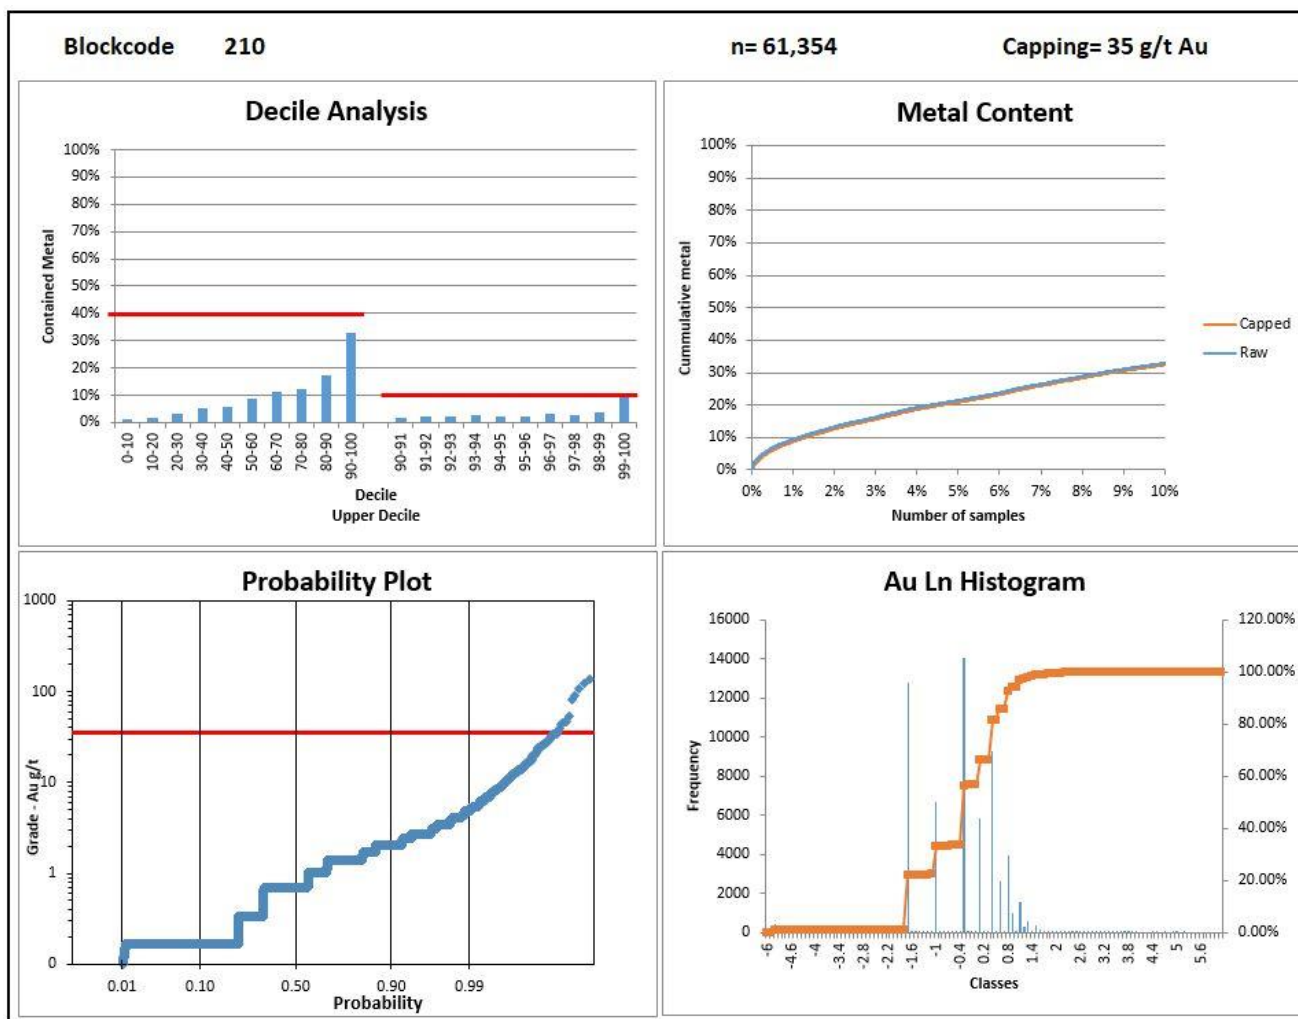 Blockcode 210 n= 61,354 Capping= 35 g/t Au
Decile Analysis
100%
90%
80%
70%
60%
50%
40%
30%
20%
10%
0%
Contained Metal
0-10 10-20 20-30 30-40 40-50 50-60 60-70 70-80 80-90 90-100 90-91 91-92 92-93 93-94 94-95 95-96 96-97 97-98 98-99 99-100
Decile
Upper Decile
Metal Content
100%
90%
80%
70%
60%
50%
40%
30%
20%
10%
0%
Cummulative metal
0% 1% 2% 3% 4% 5% 6% 7% 8% 9% 10%
Number of samples
Capped
Raw
Probability Plot
1000
100
10
1
0
Grade - Au g/t
0.01 0.10 0.50 0.90 0.99
Probability
Au Ln Histogram
16000
14000
12000
10000
8000
6000
4000
2000
0
Frequency
120.00%
100.00%
80.00%
60.00%
40.00%
20.00%
0.00%
-6 -4.6 -4 -3.4 -2.8 -2.2 -1.6 -1 -0.4 0.2 0.8 1.4 2 2.6 3.2 3.8 4.4 5 5.6
Classes